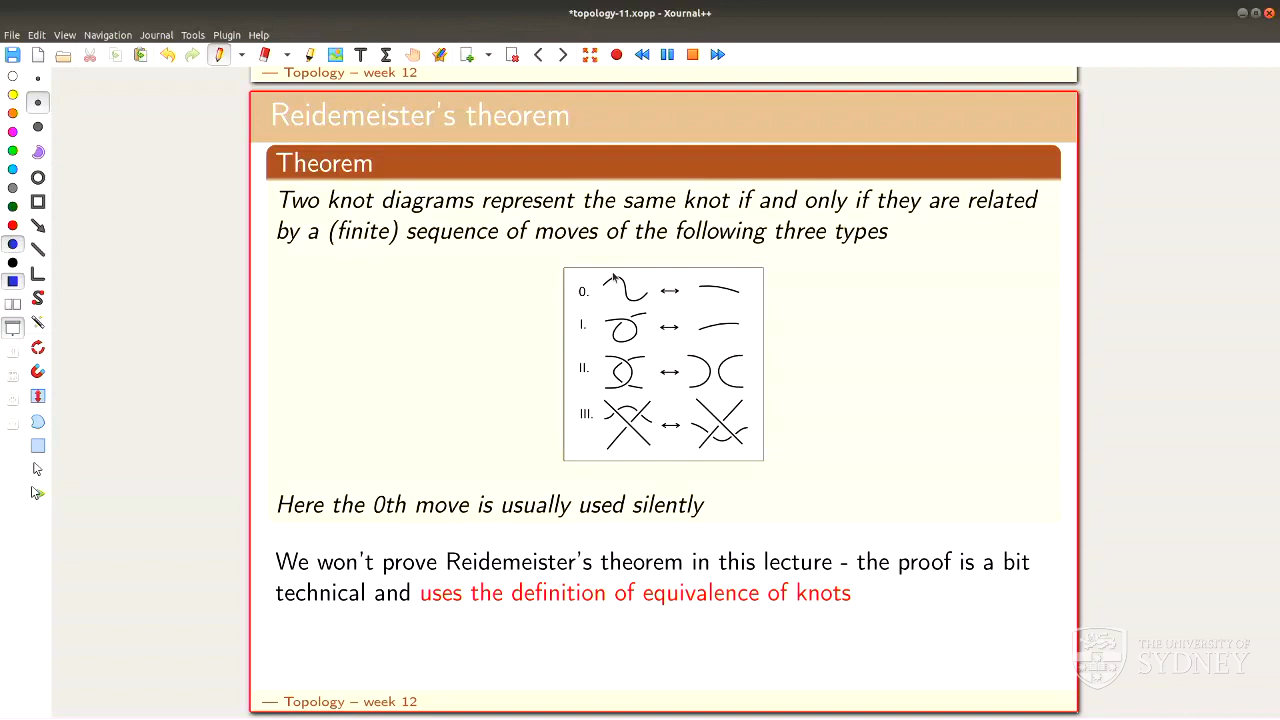 *topology-11.xopp - Xournal++
File Edit View Navigation Journal Tools Plugin Help
— Topology – week 12
Reidemeister's theorem
Theorem
Two knot diagrams represent the same knot if and only if they are related
by a (finite) sequence of moves of the following three types
0.
I.
II.
III.
Here the 0th move is usually used silently
We won't prove Reidemeister's theorem in this lecture - the proof is a bit
technical and uses the definition of equivalence of knots
THE UNIVERSITY OF
SYDNEY
— Topology – week 12